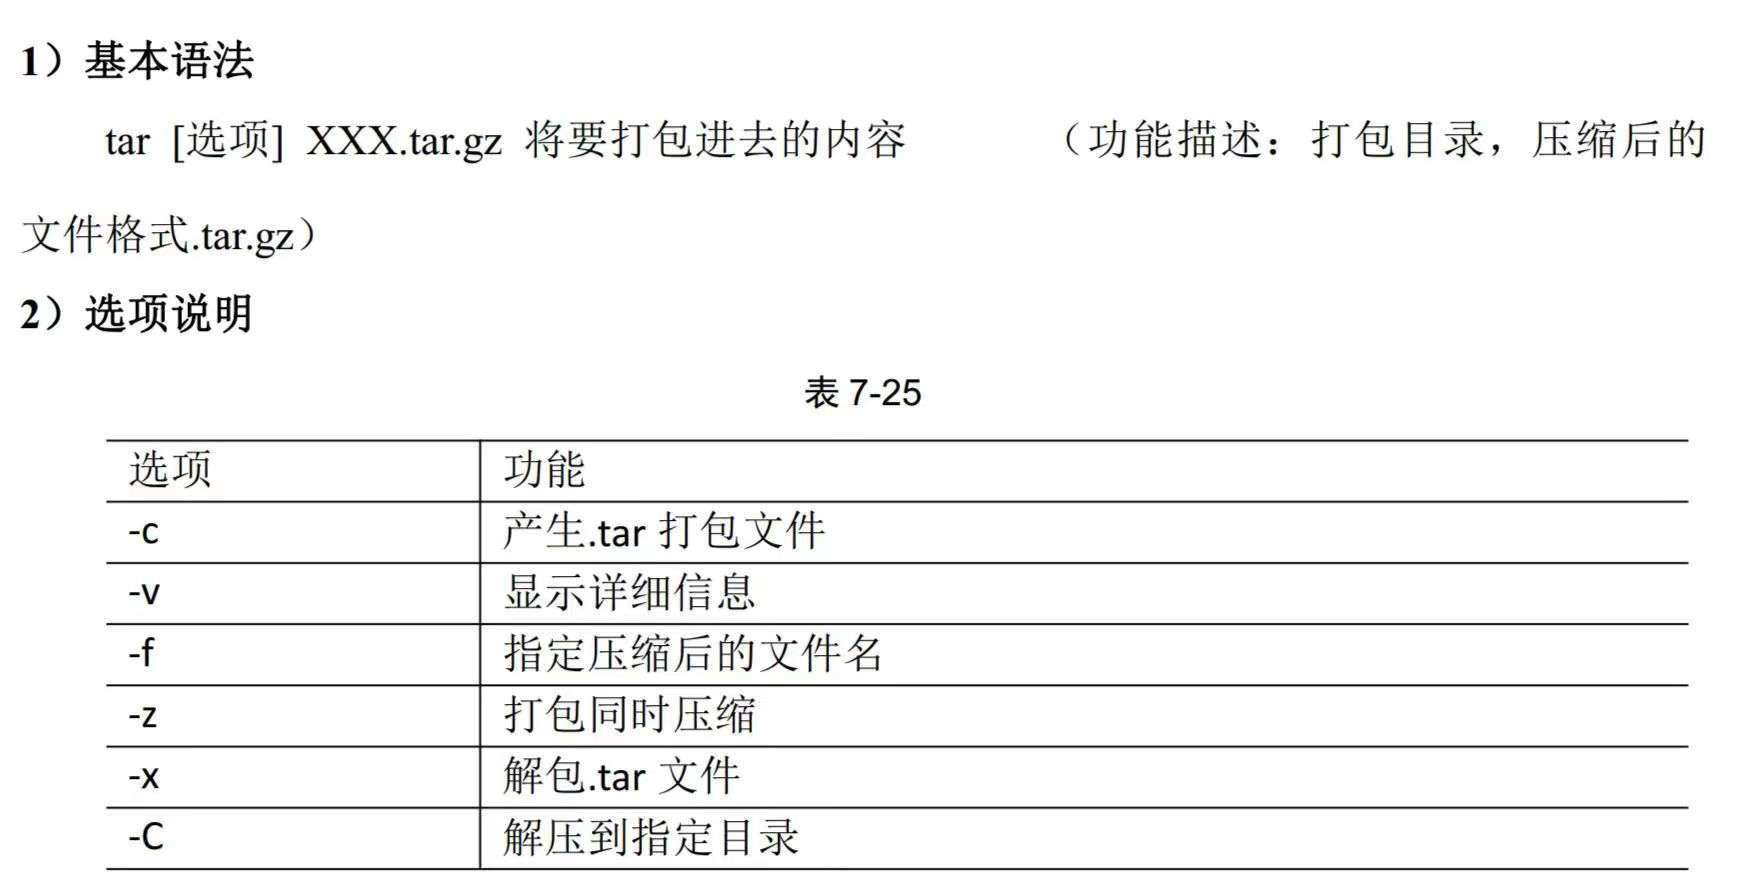 1）基本语法
tar [选项] XXX.tar.gz 将要打包进去的内容 （功能描述：打包目录，压缩后的
文件格式.tar.gz）
2）选项说明
表 7-25
选项 功能
-c 产生.tar 打包文件
-v 显示详细信息
-f 指定压缩后的文件名
-z 打包同时压缩
-x 解包.tar 文件
-C 解压到指定目录